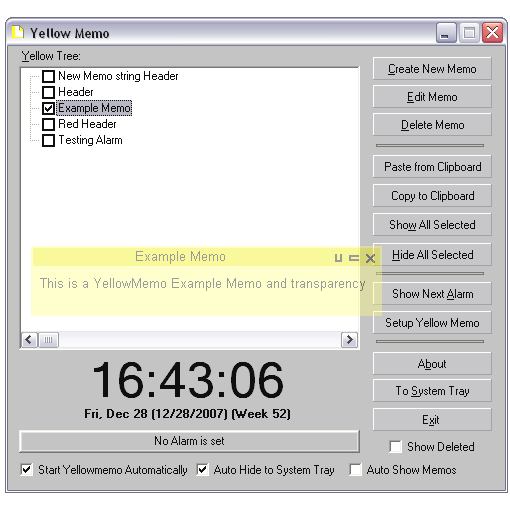 Yellow Memo
Yellow Tree:
New Memo string Header
Header
Example Memo
Red Header
Testing Alarm
Example Memo
This is a YellowMemo Example Memo and transparency
16:43:06
Fri, Dec 28 (12/28/2007) (Week 52)
No Alarm is set
Create New Memo
Edit Memo
Delete Memo
Paste from Clipboard
Copy to Clipboard
Show All Selected
Hide All Selected
Show Next Alarm
Setup Yellow Memo
About
To System Tray
Exit
Show Deleted
Start Yellowmemo Automatically
Auto Hide to System Tray
Auto Show Memos